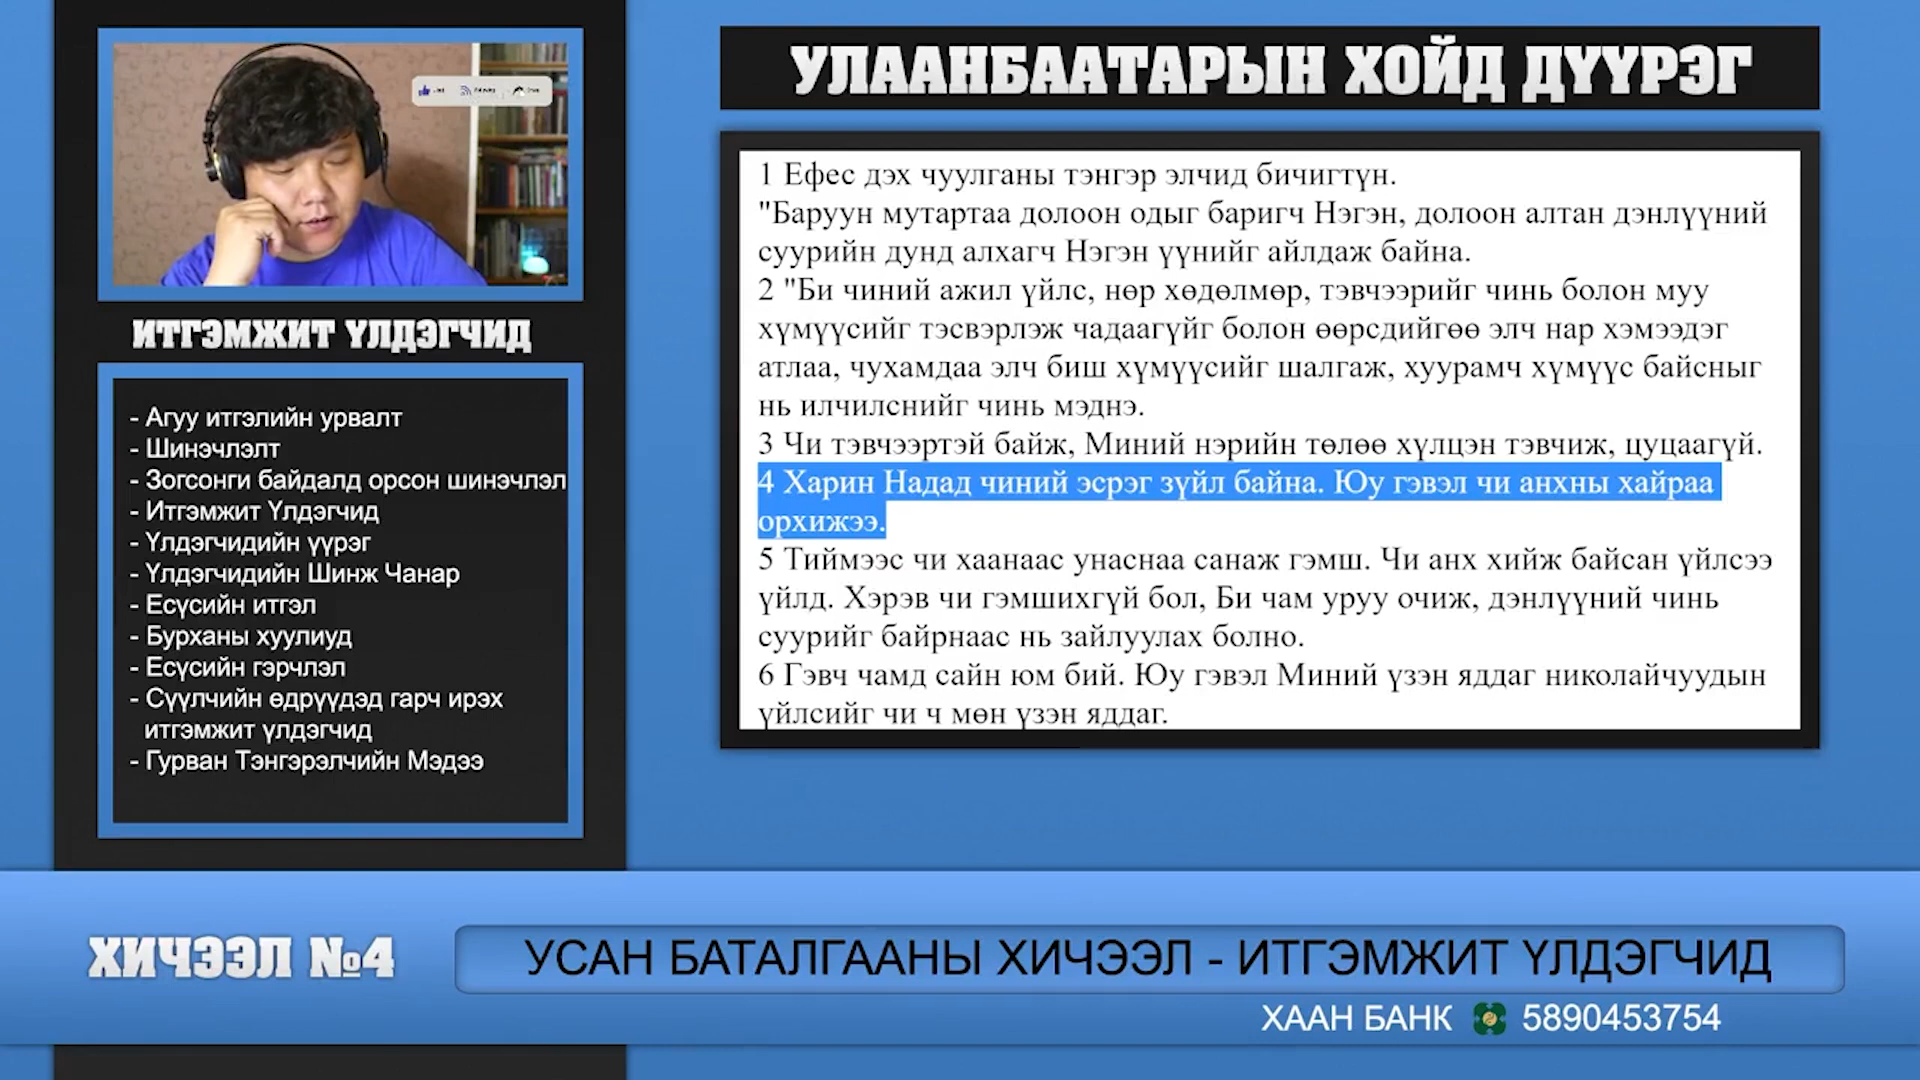 УЛААНБААТАРЫН ХОЙД ДҮҮРЭГ
ИТГЭМЖИТ ҮЛДЭГЧИД
- Агуу итгэлийн урвалт
- Шинэчлэлт
- Зогсонги байдалд орсон шинэчлэл
- Итгэмжит Үлдэгчид
- Үлдэгчидийн үүрэг
- Үлдэгчидийн Шинж Чанар
- Есүсийн итгэл
- Бурханы хуулиуд
- Есүсийн гэрчлэл
- Сүүлчийн өдрүүдэд гарч ирэх
итгэмжит үлдэгчид
- Гурван Тэнгэрэлчийн Мэдээ
1 Ефес дэх чуулганы тэнгэр элчид бичигтүн.
"Баруун мутартаа долоон одыг баригч Нэгэн, долоон алтан дэнлүүний
суурийн дунд алхагч Нэгэн үүнийг айлдаж байна.
2 "Би чиний ажил үйлс, нөр хөдөлмөр, тэвчээрийг чинь болон муу
хүмүүсийг тэсвэрлэж чадаагүйг болон өөрсдийгөө элч нар хэмээдэг
атлаа, чухамдаа элч биш хүмүүсийг шалгаж, хуурамч хүмүүс байсныг
нь илчилснийг чинь мэднэ.
3 Чи тэвчээртэй байж, Миний нэрийн төлөө хүлцэн тэвчиж, цуцаагүй.
4 Харин Надад чиний эсрэг зүйл байна. Юу гэвэл чи анхны хайраа
орхижээ.
5 Тиймээс чи хаанаас унаснаа санаж гэмш. Чи анх хийж байсан үйлсээ
үйлд. Хэрэв чи гэмшихгүй бол, Би чам уруу очиж, дэнлүүний чинь
суурийг байрнаас нь зайлуулах болно.
6 Гэвч чамд сайн юм бий. Юу гэвэл Миний үзэн яддаг николайчуудын
үйлсийг чи ч мөн үзэн яддаг.
ХИЧЭЭЛ №4
УСАН БАТАЛГААНЫ ХИЧЭЭЛ - ИТГЭМЖИТ ҮЛДЭГЧИД
ХААН БАНК 5890453754